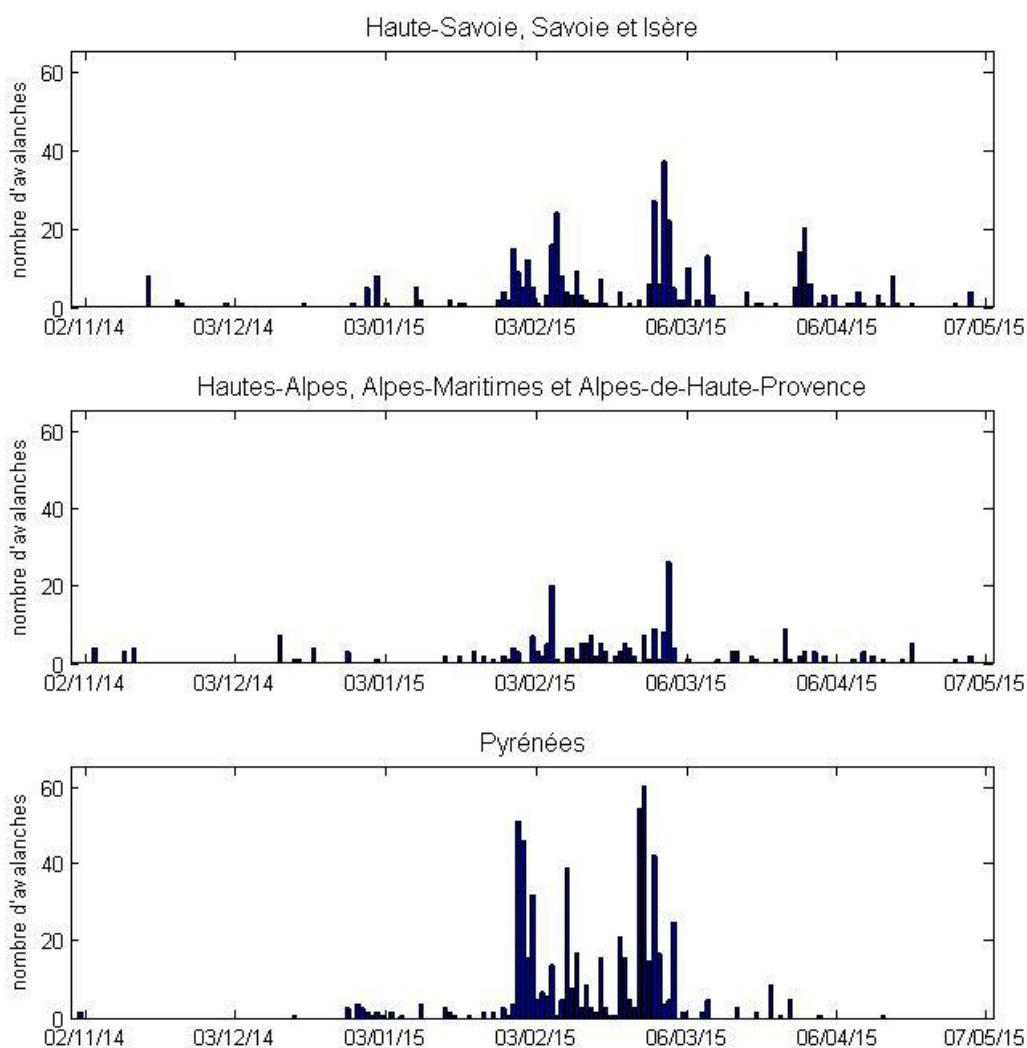 Haute-Savoie, Savoie et Isère
nombre d'avalanches
60
40
20
0
02/11/14 03/12/14 03/01/15 03/02/15 06/03/15 06/04/15 07/05/15
Hautes-Alpes, Alpes-Maritimes et Alpes-de-Haute-Provence
nombre d'avalanches
60
40
20
0
02/11/14 03/12/14 03/01/15 03/02/15 06/03/15 06/04/15 07/05/15
Pyrénées
nombre d'avalanches
60
40
20
0
02/11/14 03/12/14 03/01/15 03/02/15 06/03/15 06/04/15 07/05/15